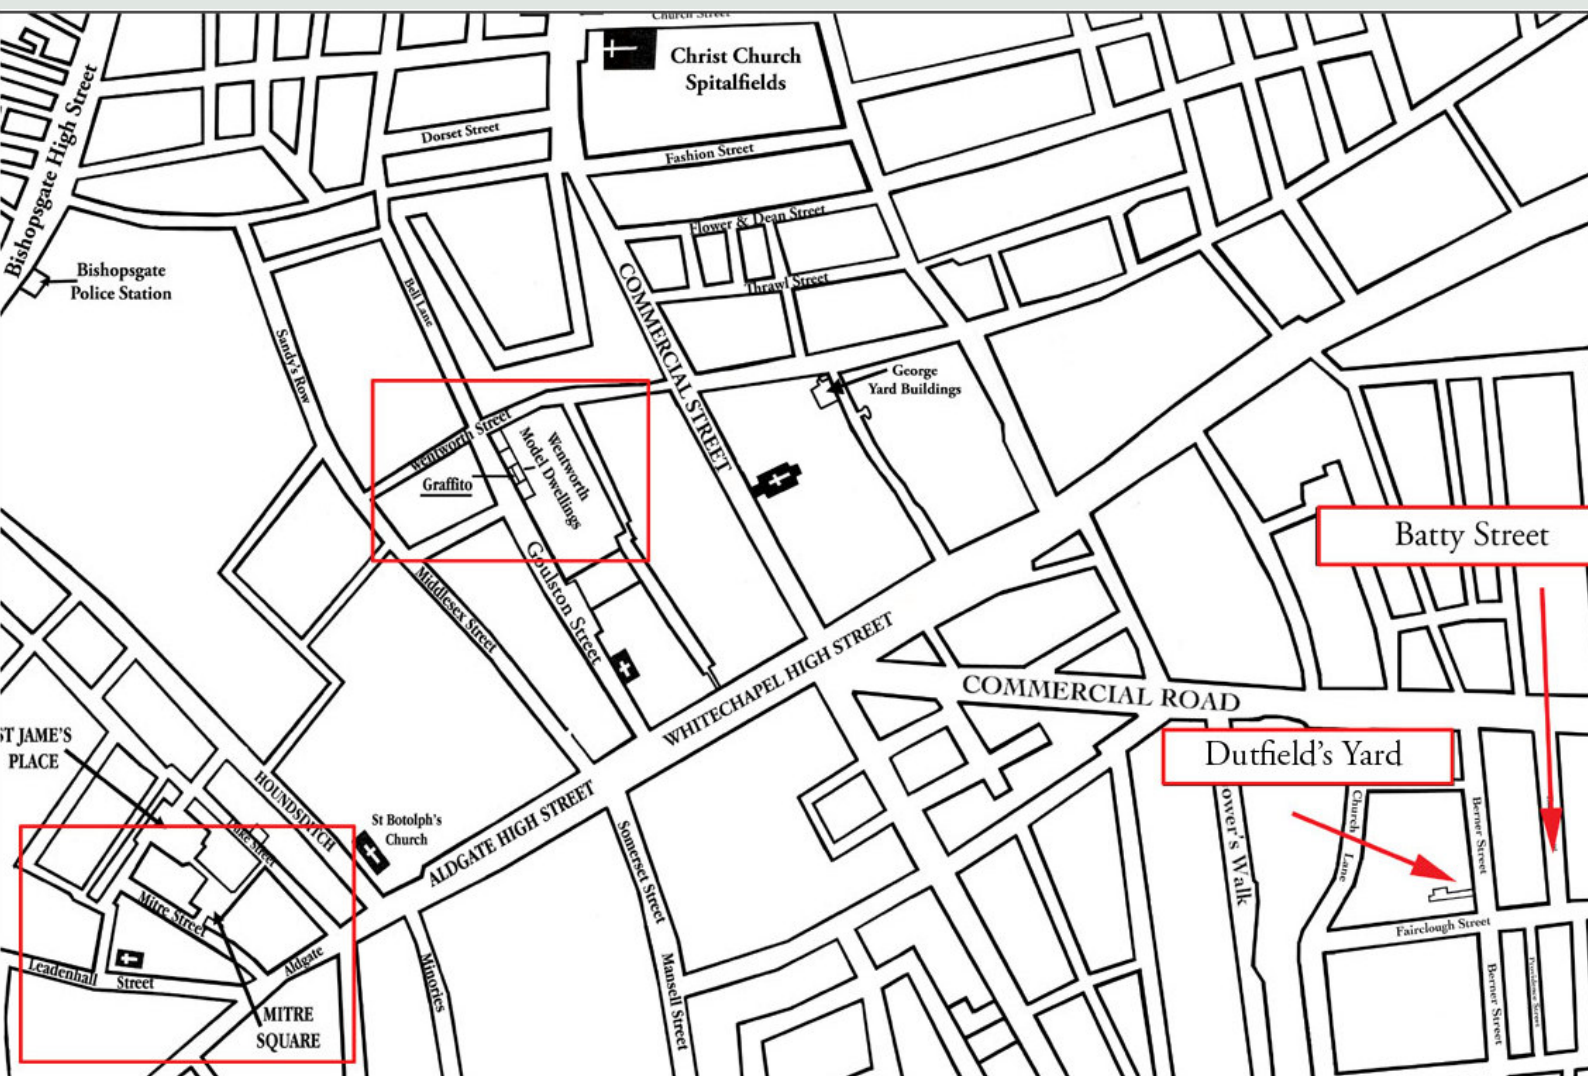 Church Street
Christ Church
Spitalfields
Bishopsgate High Street
Dorset Street
Fashion Street
Flower & Dean Street
Bishopsgate
Police Station
Thrawl Street
Bell Lane
COMMERCIAL STREET
Sandy's Row
George
Yard Buildings
Wentworth Street
Wentworth
Model Dwellings
Graffito
Batty Street
Goulston Street
Middlesex Street
WHITECHAPEL HIGH STREET
COMMERCIAL ROAD
ST JAME'S
PLACE
Dutfield's Yard
HOUNDSDITCH
St Botolph's
Church
ALDGATE HIGH STREET
Duke Street
Somerset Street
ower's Walk
Church
Lane
Berner Street
Mitre Street
Fairclough Street
Leadenhall
Street
Aldgate
Minories
Mansell Street
Berner Street
Providence Street
MITRE
SQUARE